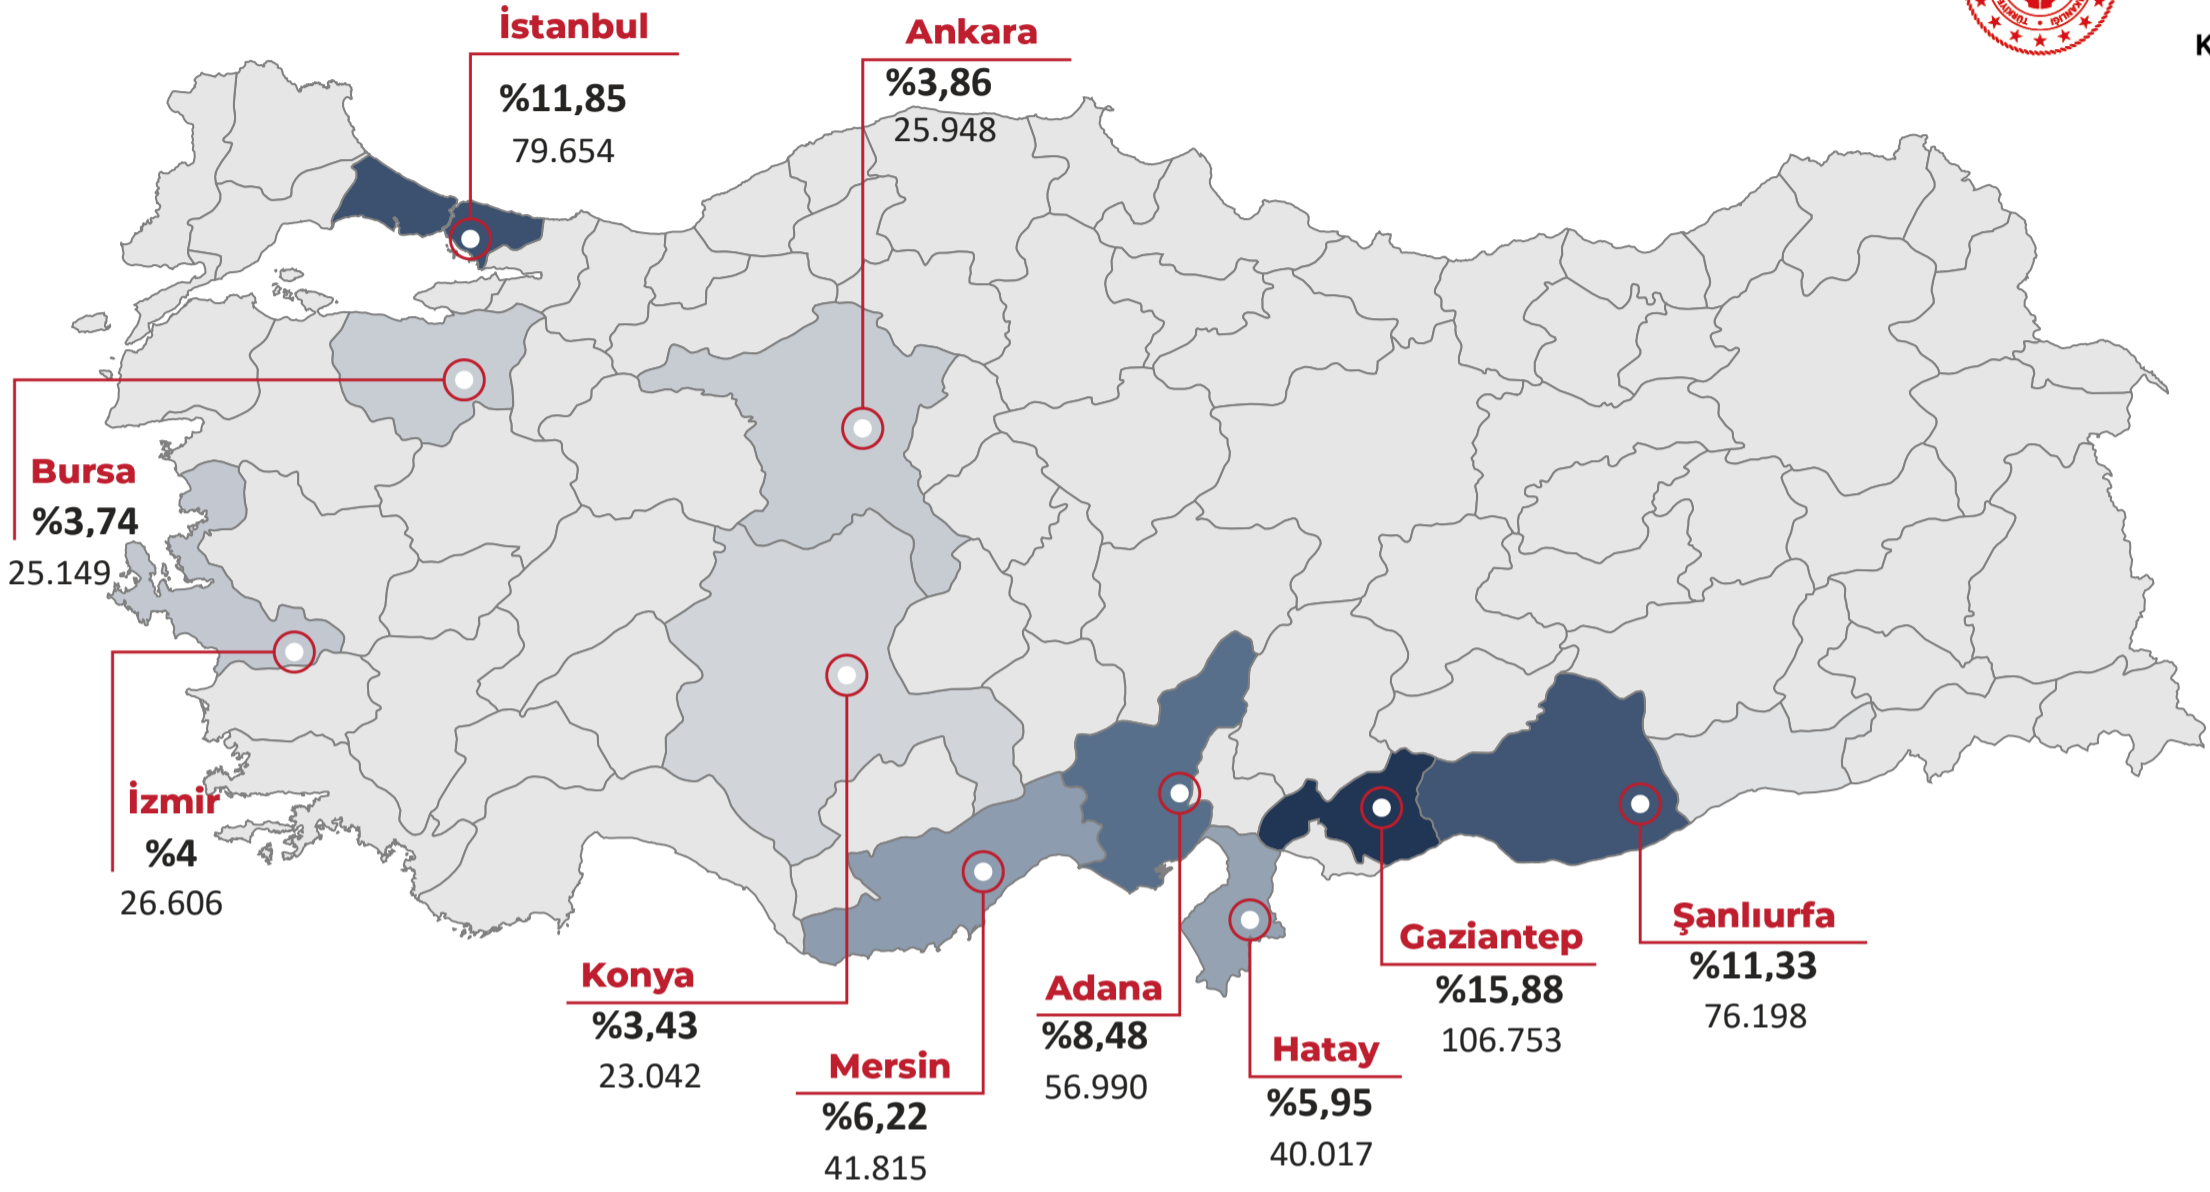 İstanbul
%11,85
79.654
Ankara
%3,86
25.948
Bursa
%3,74
25.149
İzmir
%4
26.606
Konya
%3,43
23.042
Mersin
%6,22
41.815
Adana
%8,48
56.990
Hatay
%5,95
40.017
Gaziantep
%15,88
106.753
Şanlıurfa
%11,33
76.198